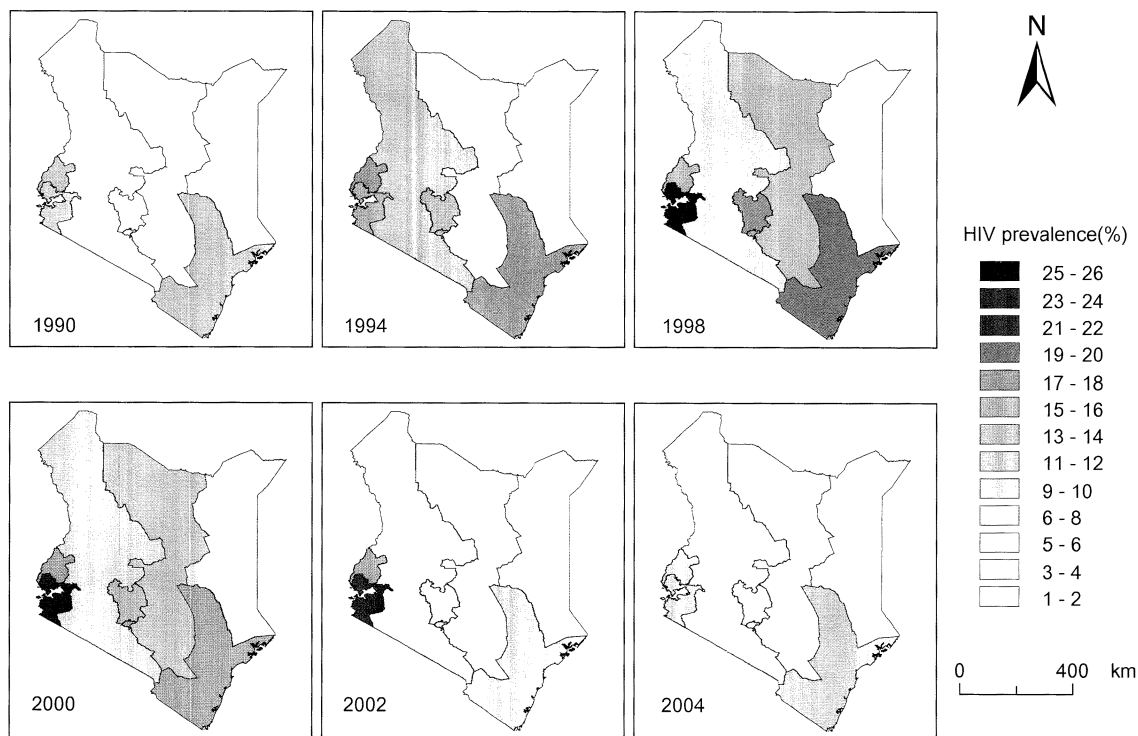 1990
1994
1998
N
HIV prevalence(%)
25 - 26
23 - 24
21 - 22
19 - 20
17 - 18
15 - 16
13 - 14
11 - 12
9 - 10
6 - 8
5 - 6
3 - 4
1 - 2
0 400 km
2000
2002
2004